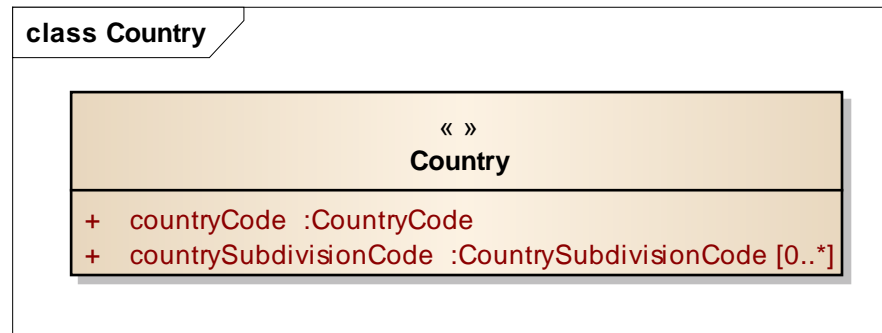 class Country
« »
Country
+ countryCode :CountryCode
+ countrySubdivisionCode :CountrySubdivisionCode [0..*]